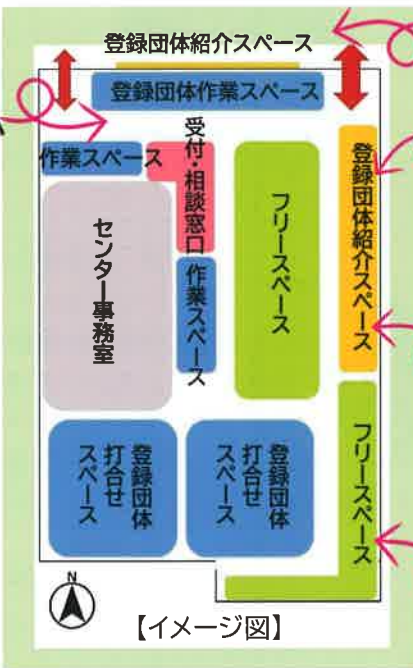 登録団体紹介スペース
登録団体作業スペース
作業スペース
受付・相談窓口
作業スペース
センター事務室
フリースペース
登録団体紹介スペース
登録団体
打合せ
スペース
登録団体
打合せ
スペース
フリースペース
N
【イメージ図】